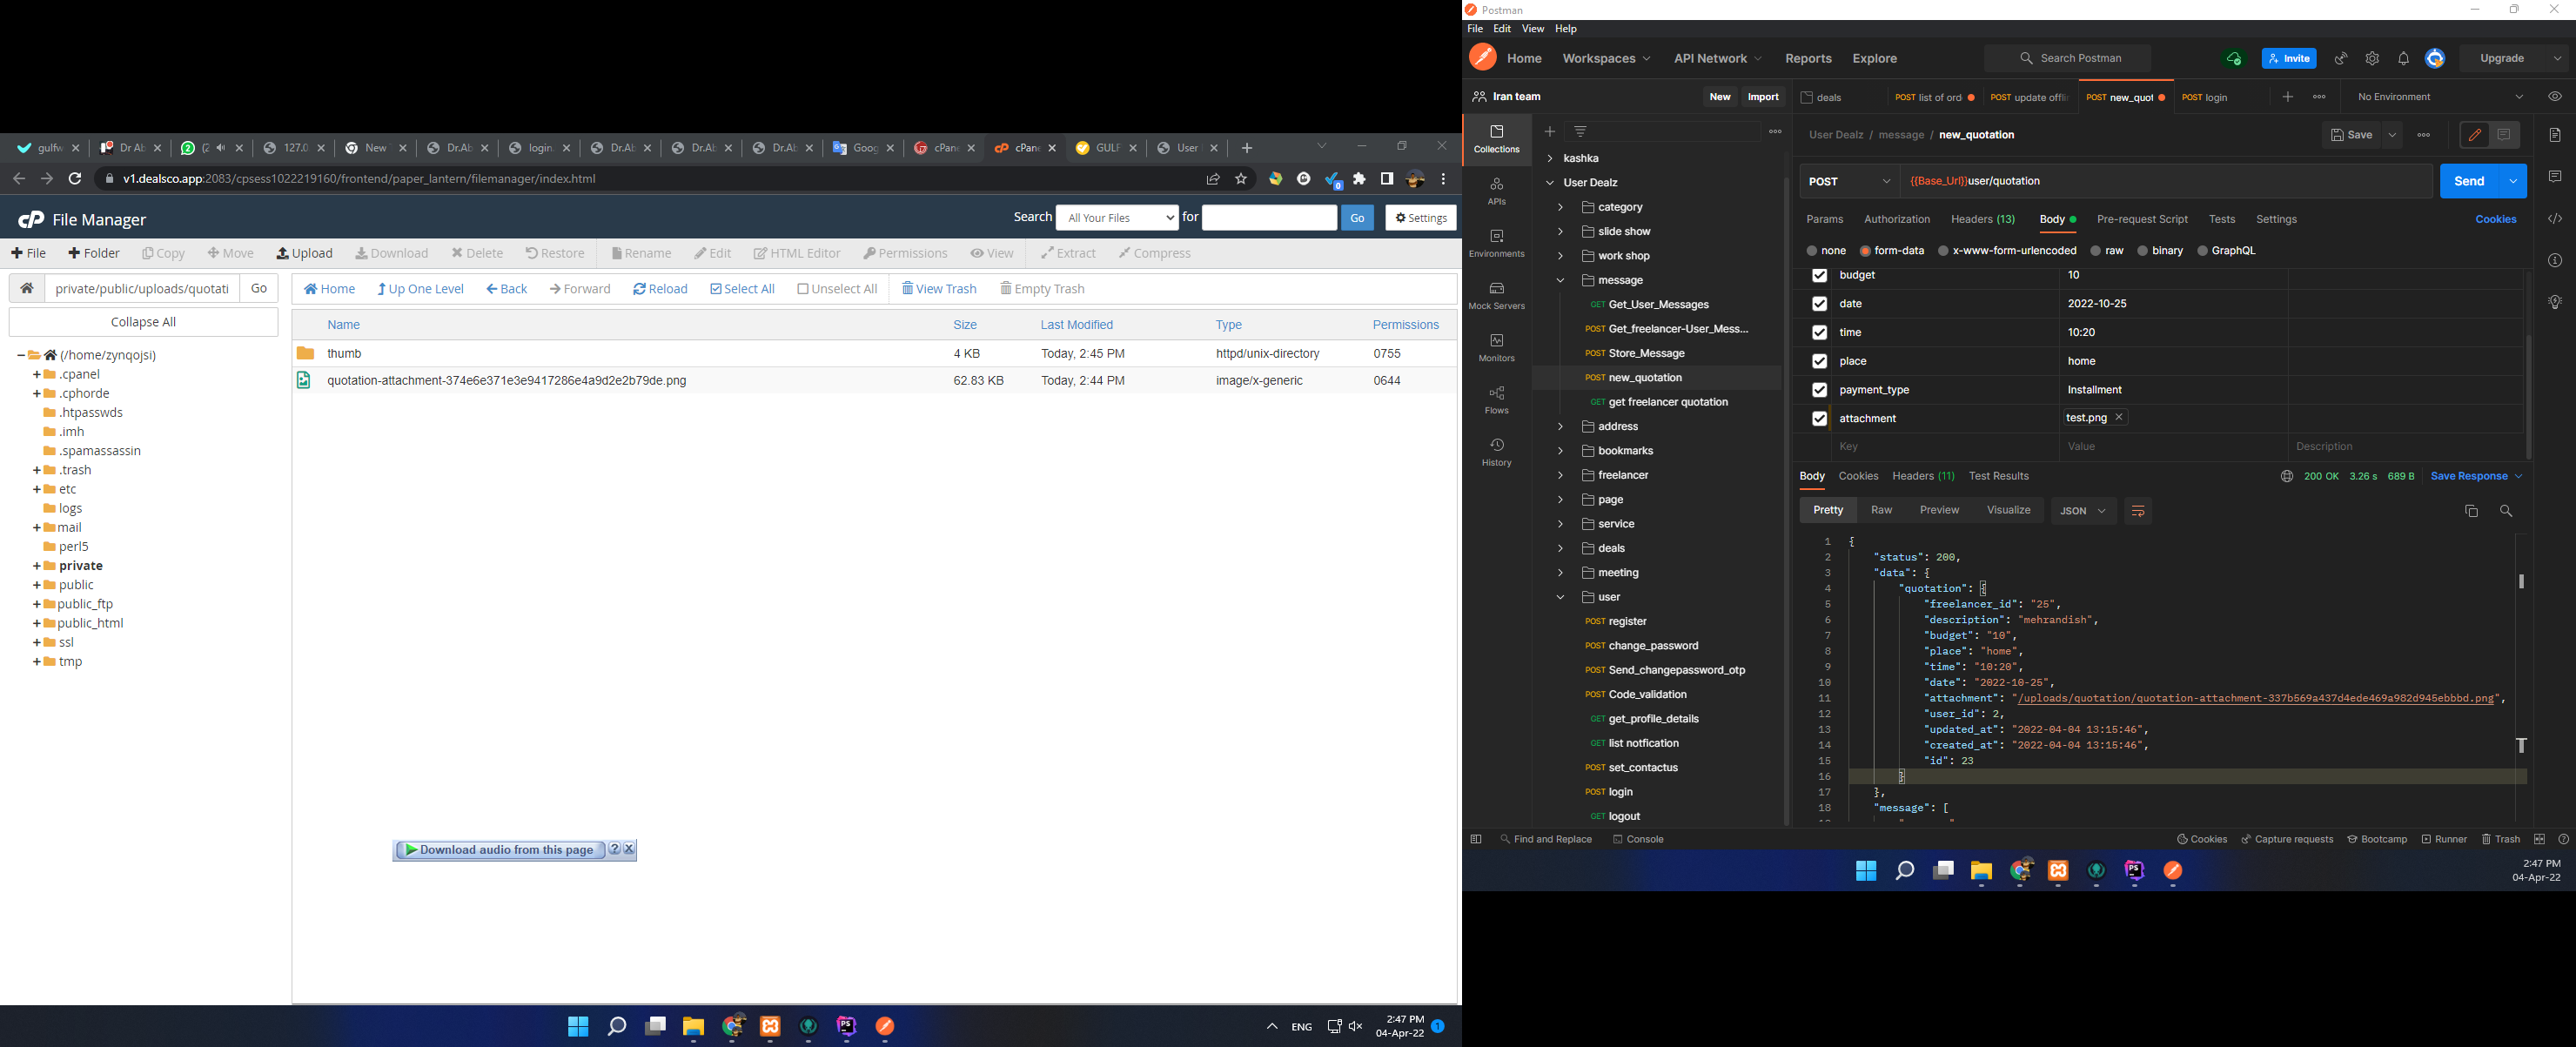 gulfw
Dr Ab
(2
127.0
New
Dr.Ab
login.
Dr.Ab
Dr.Ab
Dr.Ab
Goog
cPane
cPane
GULF
User
v1.dealsco.app:2083/cpsess1022219160/frontend/paper_lantern/filemanager/index.html
cP File Manager
Search All Your Files for Go Settings
File Folder Copy Move Upload Download Delete Restore Rename Edit HTML Editor Permissions View Extract Compress
private/public/uploads/quotati Go
Home Up One Level Back Forward Reload Select All Unselect All View Trash Empty Trash
Collapse All
Name Size Last Modified Type Permissions
thumb 4 KB Today, 2:45 PM httpd/unix-directory 0755
quotation-attachment-374e6e371e3e9417286e4a9d2e2b79de.png 62.83 KB Today, 2:44 PM image/x-generic 0644
(/home/zynqojsi)
.cpanel
.cphorde
.htpasswds
.imh
.spamassassin
.trash
etc
logs
mail
perl5
private
public
public_ftp
public_html
ssl
tmp
Download audio from this page
ENG
2:47 PM
04-Apr-22
1
Postman
File Edit View Help
Home Workspaces API Network Reports Explore Search Postman Invite Upgrade
Iran team New Import
deals POST list of ord POST update offli POST new_quot POST login No Environment
Collections
APIs
Environments
Mock Servers
Monitors
Flows
History
kashka
User Dealz
category
slide show
work shop
message
GET Get_User_Messages
POST Get_freelancer-User_Mess...
POST Store_Message
POST new_quotation
GET get freelancer quotation
address
bookmarks
freelancer
page
service
deals
meeting
user
POST register
POST change_password
POST Send_changepassword_otp
POST Code_validation
GET get_profile_details
GET list notfication
POST set_contactus
POST login
GET logout
User Dealz / message / new_quotation Save
POST {{Base_Url}}user/quotation Send
Params Authorization Headers (13) Body Pre-request Script Tests Settings Cookies
none form-data x-www-form-urlencoded raw binary GraphQL
budget 10
date 2022-10-25
time 10:20
place home
payment_type Installment
attachment test.png
Key Value Description
Body Cookies Headers (11) Test Results 200 OK 3.26 s 689 B Save Response
Pretty Raw Preview Visualize JSON
1 {
2 "status": 200,
3 "data": {
4 "quotation": {
5 "freelancer_id": "25",
6 "description": "mehrandish",
7 "budget": "10",
8 "place": "home",
9 "time": "10:20",
10 "date": "2022-10-25",
11 "attachment": "/uploads/quotation/quotation-attachment-337b569a437d4ede469a982d945ebbbd.png",
12 "user_id": 2,
13 "updated_at": "2022-04-04 13:15:46",
14 "created_at": "2022-04-04 13:15:46",
15 "id": 23
16 }
17 },
18 "message": [
Find and Replace Console Cookies Capture requests Bootcamp Runner Trash
2:47 PM
04-Apr-22